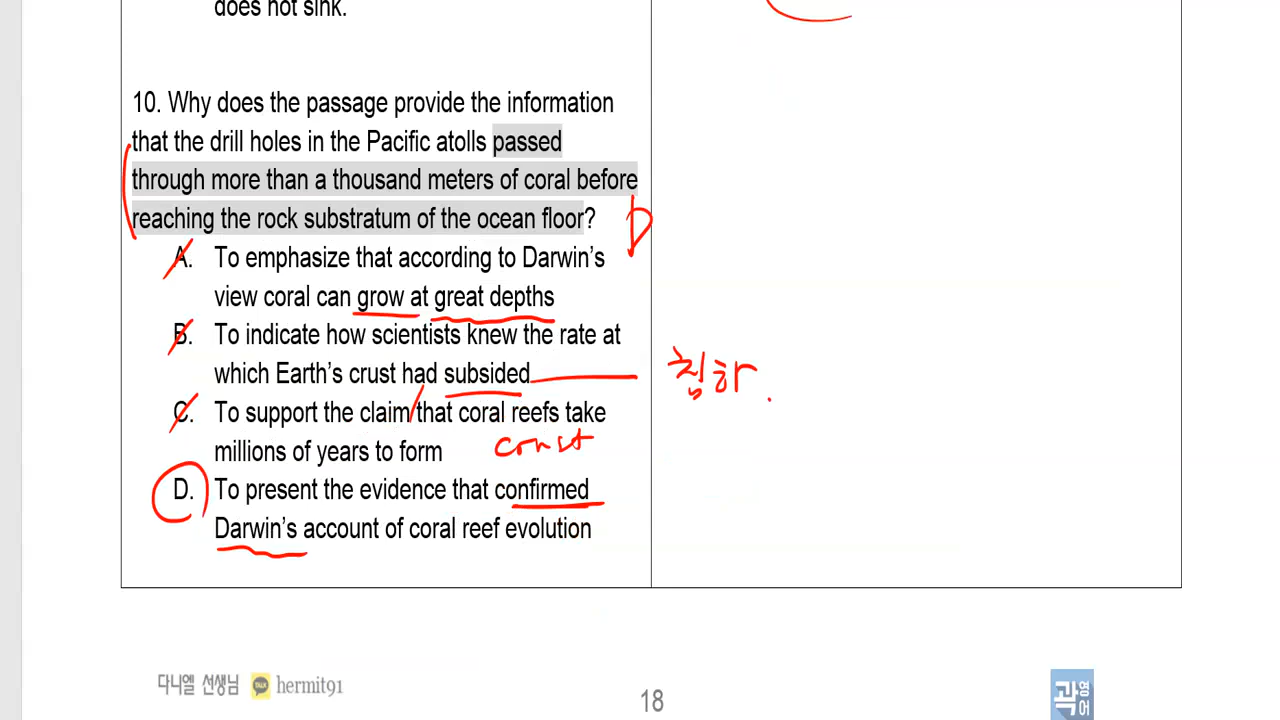 does not sink.
10. Why does the passage provide the information
that the drill holes in the Pacific atolls passed
through more than a thousand meters of coral before
reaching the rock substratum of the ocean floor?
D
A. To emphasize that according to Darwin's
view coral can grow at great depths
B. To indicate how scientists knew the rate at
which Earth's crust had subsided
침하.
C. To support the claim that coral reefs take
millions of years to form
const
D. To present the evidence that confirmed
Darwin's account of coral reef evolution
다니엘 선생님 TALK hermit91
18
곽영어